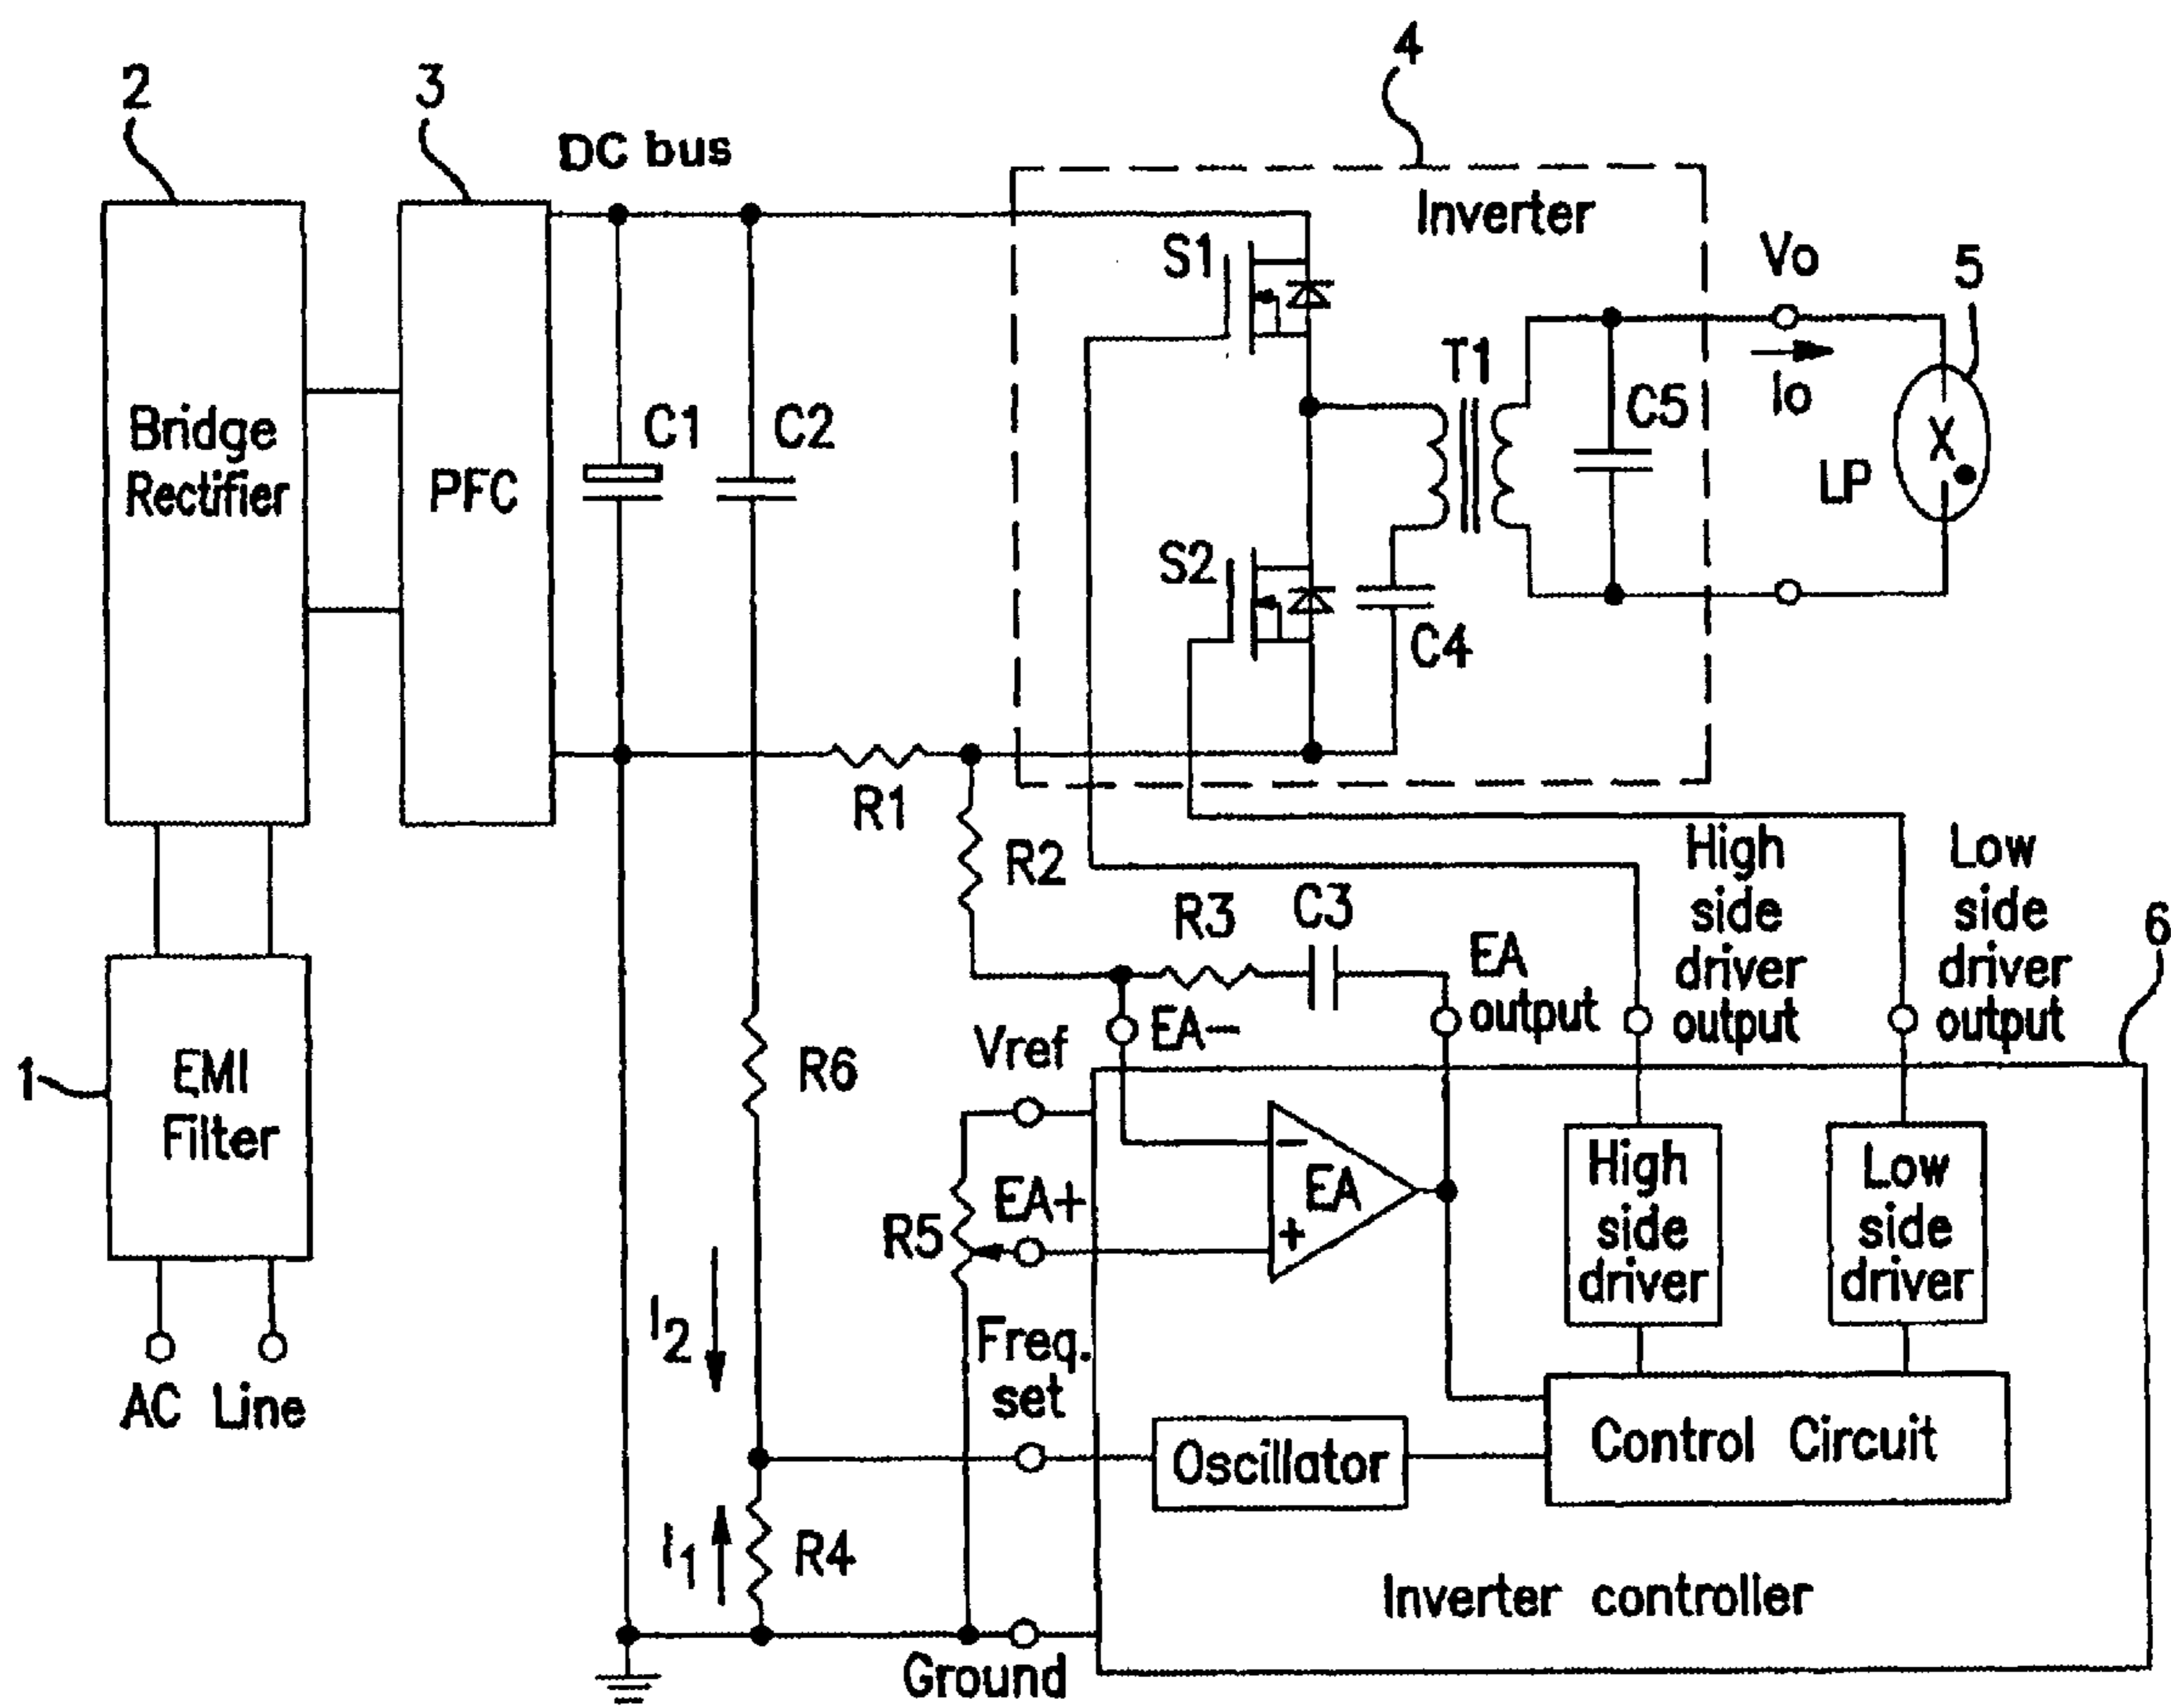 2
3
DC bus
4
Inverter
S1
Vo
5
T1
Io
C5
Bridge
Rectifier
PFC
C1
C2
X
LP
S2
C4
R1
R2
High
side
driver
output
Low
side
driver
output
6
R3
C3
EA
output
EA−
Vref
R6
1
EMI
Filter
EA+
R5
−
EA
+
High
side
driver
Low
side
driver
I2
Freq.
set
AC Line
Oscillator
Control Circuit
I1
R4
Inverter controller
Ground